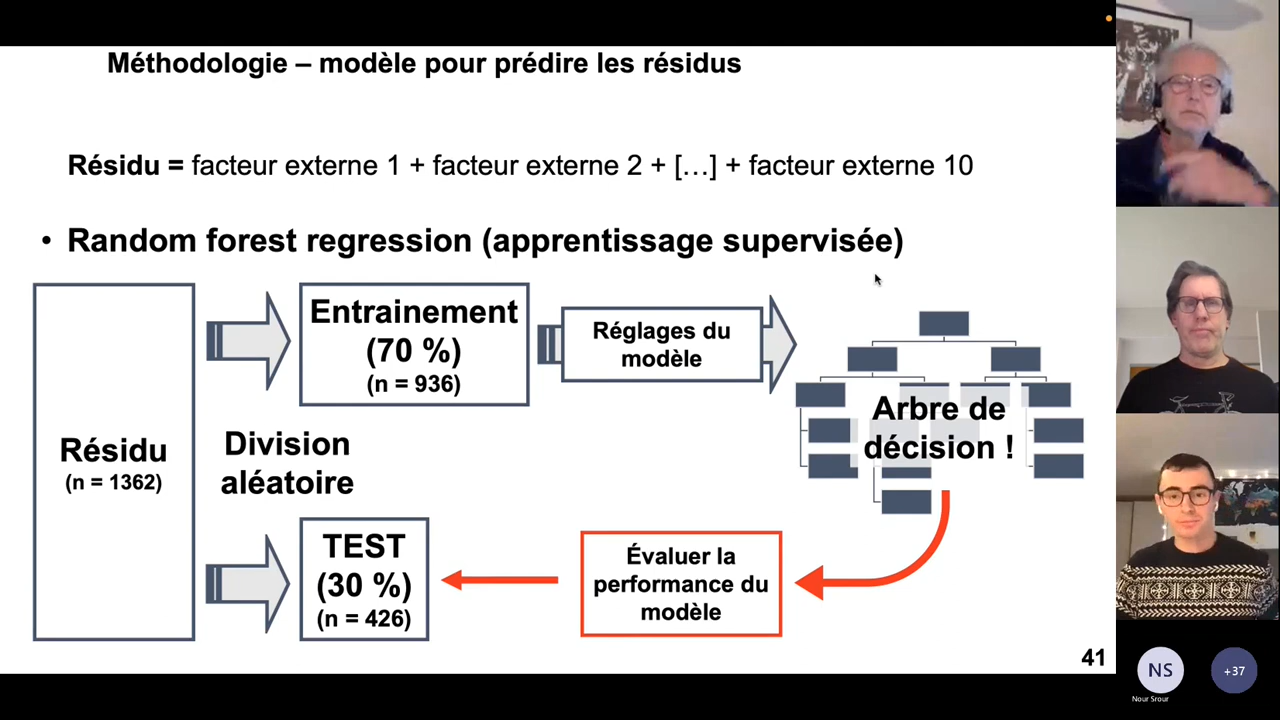 Méthodologie – modèle pour prédire les résidus
Résidu = facteur externe 1 + facteur externe 2 + […] + facteur externe 10
• Random forest regression (apprentissage supervisée)
Résidu
(n = 1362)
Division
aléatoire
Entrainement
(70 %)
(n = 936)
Réglages du
modèle
Arbre de
décision !
TEST
(30 %)
(n = 426)
Évaluer la
performance du
modèle
41
NS
Nour Srour
+37